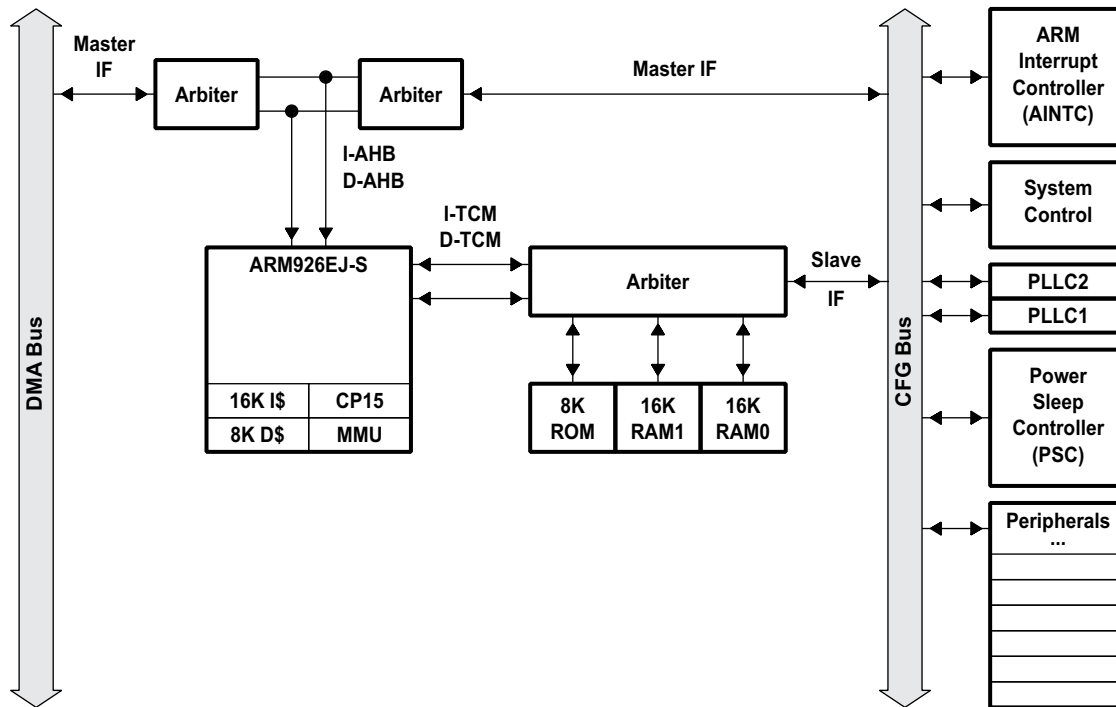 Master
IF
Arbiter
Arbiter
Master IF
ARM
Interrupt
Controller
(AINTC)
I-AHB
D-AHB
System
Control
I-TCM
D-TCM
ARM926EJ-S
Arbiter
Slave
IF
PLLC2
PLLC1
DMA Bus
CFG Bus
16K I$
CP15
8K D$
MMU
8K
ROM
16K
RAM1
16K
RAM0
Power
Sleep
Controller
(PSC)
Peripherals
...